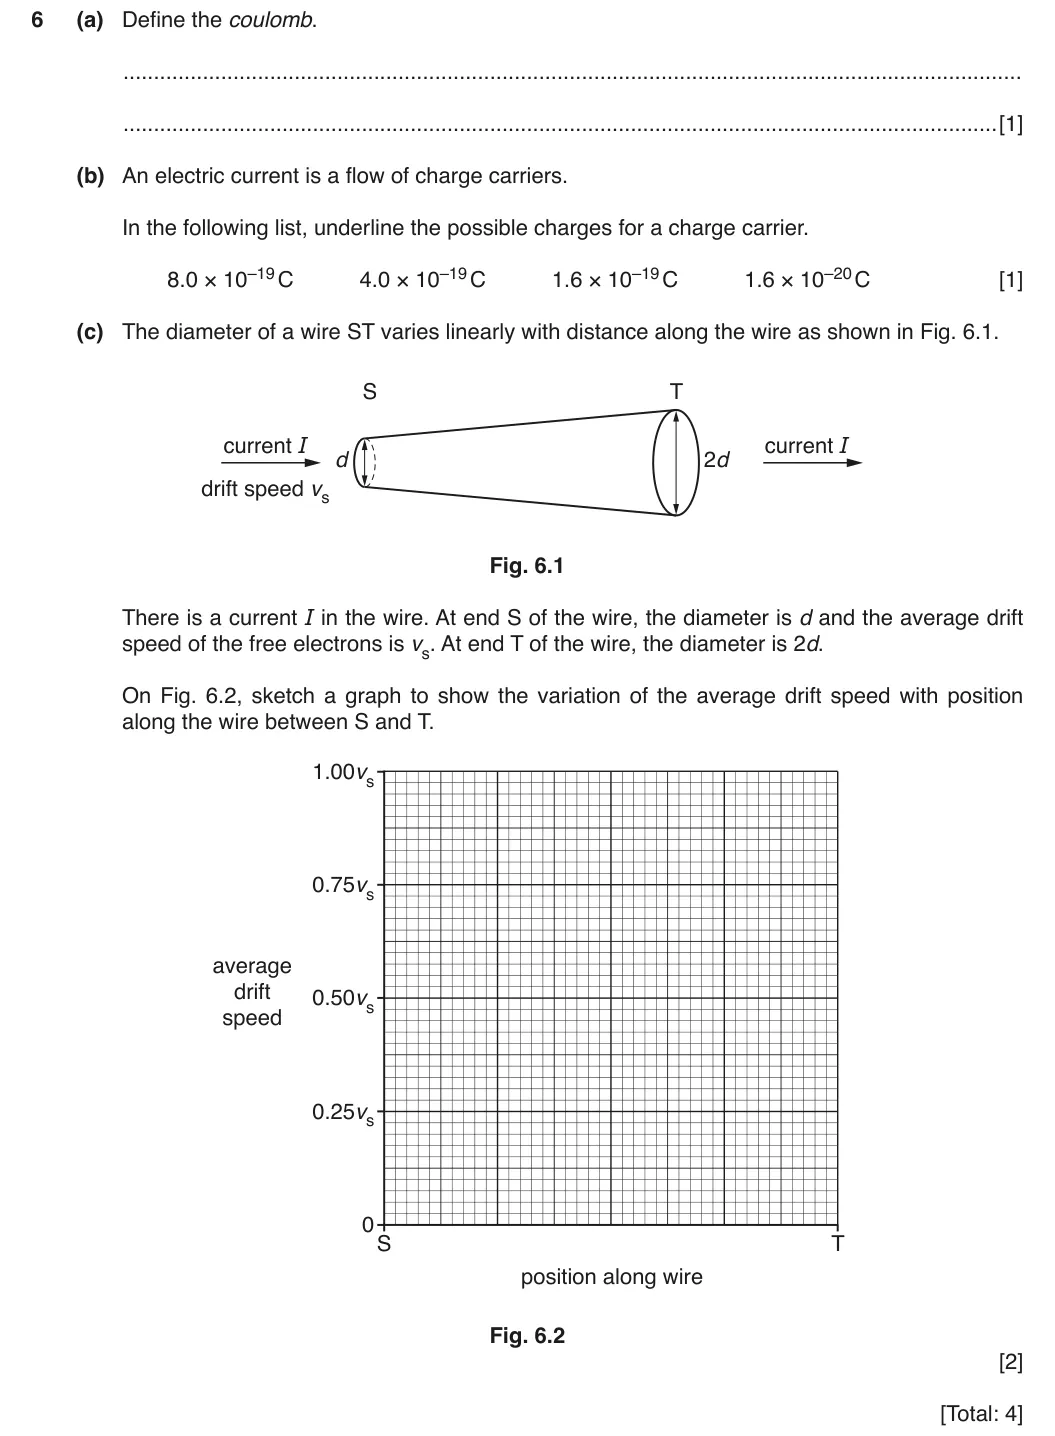 6 (a) Define the coulomb.
..........................................................................................................................................
.......................................................................................................................................[1]
(b) An electric current is a flow of charge carriers.
In the following list, underline the possible charges for a charge carrier.
8.0 × 10⁻¹⁹ C 4.0 × 10⁻¹⁹ C 1.6 × 10⁻¹⁹ C 1.6 × 10⁻²⁰ C [1]
(c) The diameter of a wire ST varies linearly with distance along the wire as shown in Fig. 6.1.
S T
current I d 2d current I
drift speed vₛ
Fig. 6.1
There is a current I in the wire. At end S of the wire, the diameter is d and the average drift
speed of the free electrons is vₛ. At end T of the wire, the diameter is 2d.
On Fig. 6.2, sketch a graph to show the variation of the average drift speed with position
along the wire between S and T.
1.00vₛ
0.75vₛ
average
drift
speed
0.50vₛ
0.25vₛ
0
S T
position along wire
Fig. 6.2
[2]
[Total: 4]